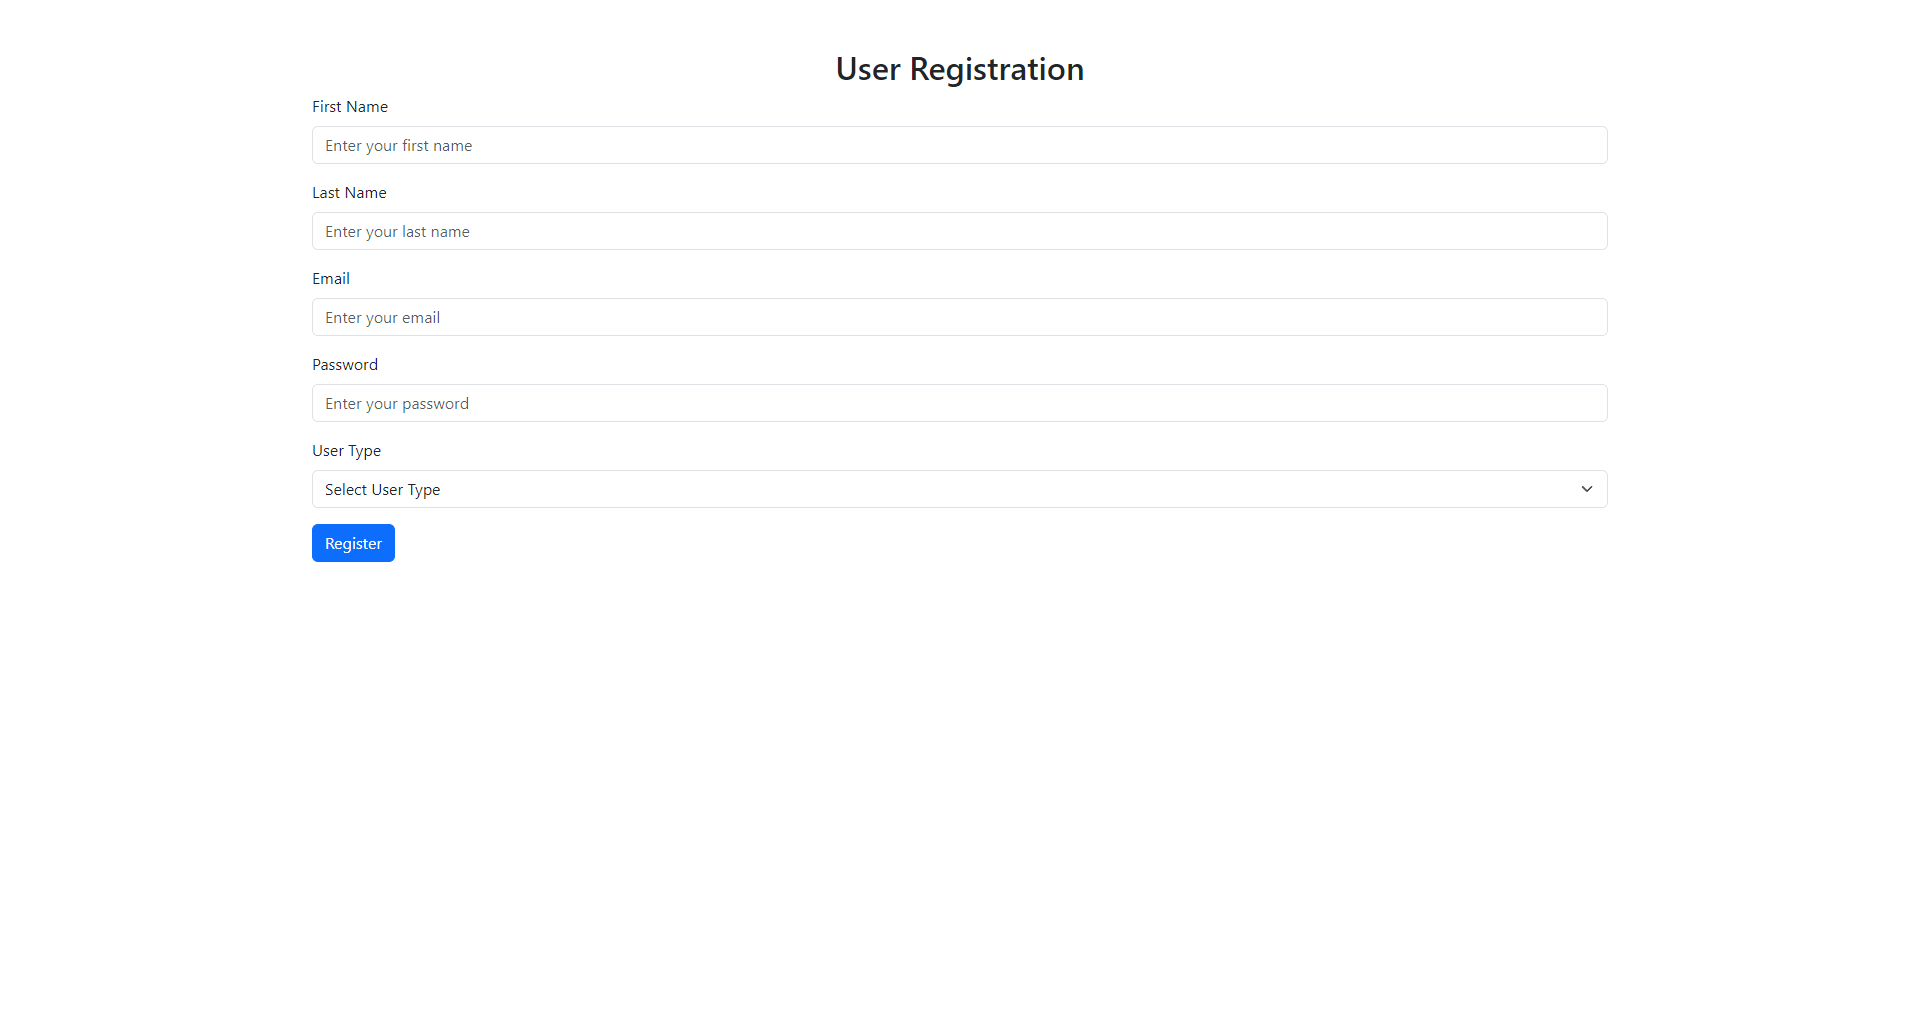 User Registration
First Name
Enter your first name
Last Name
Enter your last name
Email
Enter your email
Password
Enter your password
User Type
Select User Type
Register